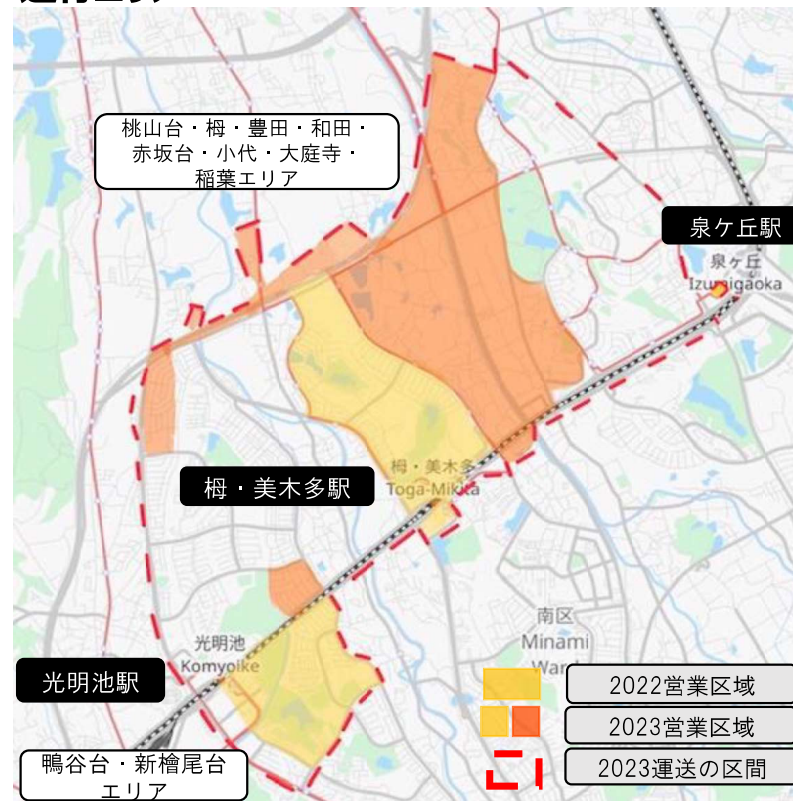 桃山台・栂・豊田・和田・
赤坂台・小代・大庭寺・
稲葉エリア
泉ケ丘駅
泉ヶ丘
Izumigaoka
栂・美木多駅
栂・美木多
Toga-Mikita
光明池
Komyoike
光明池駅
南区
Minami
Ward
2022営業区域
2023営業区域
2023運送の区間
鴨谷台・新檜尾台
エリア